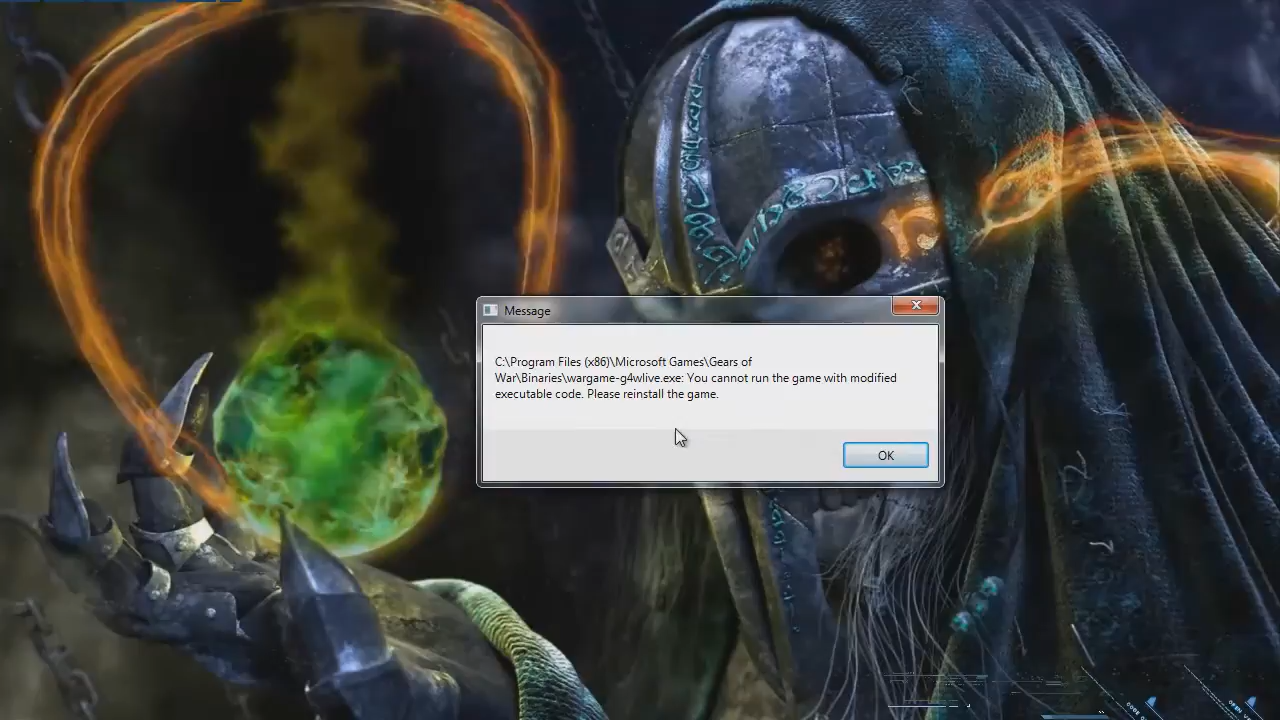 Message
C:\Program Files (x86)\Microsoft Games\Gears of
War\Binaries\wargame-g4wlive.exe: You cannot run the game with modified
executable code. Please reinstall the game.
OK